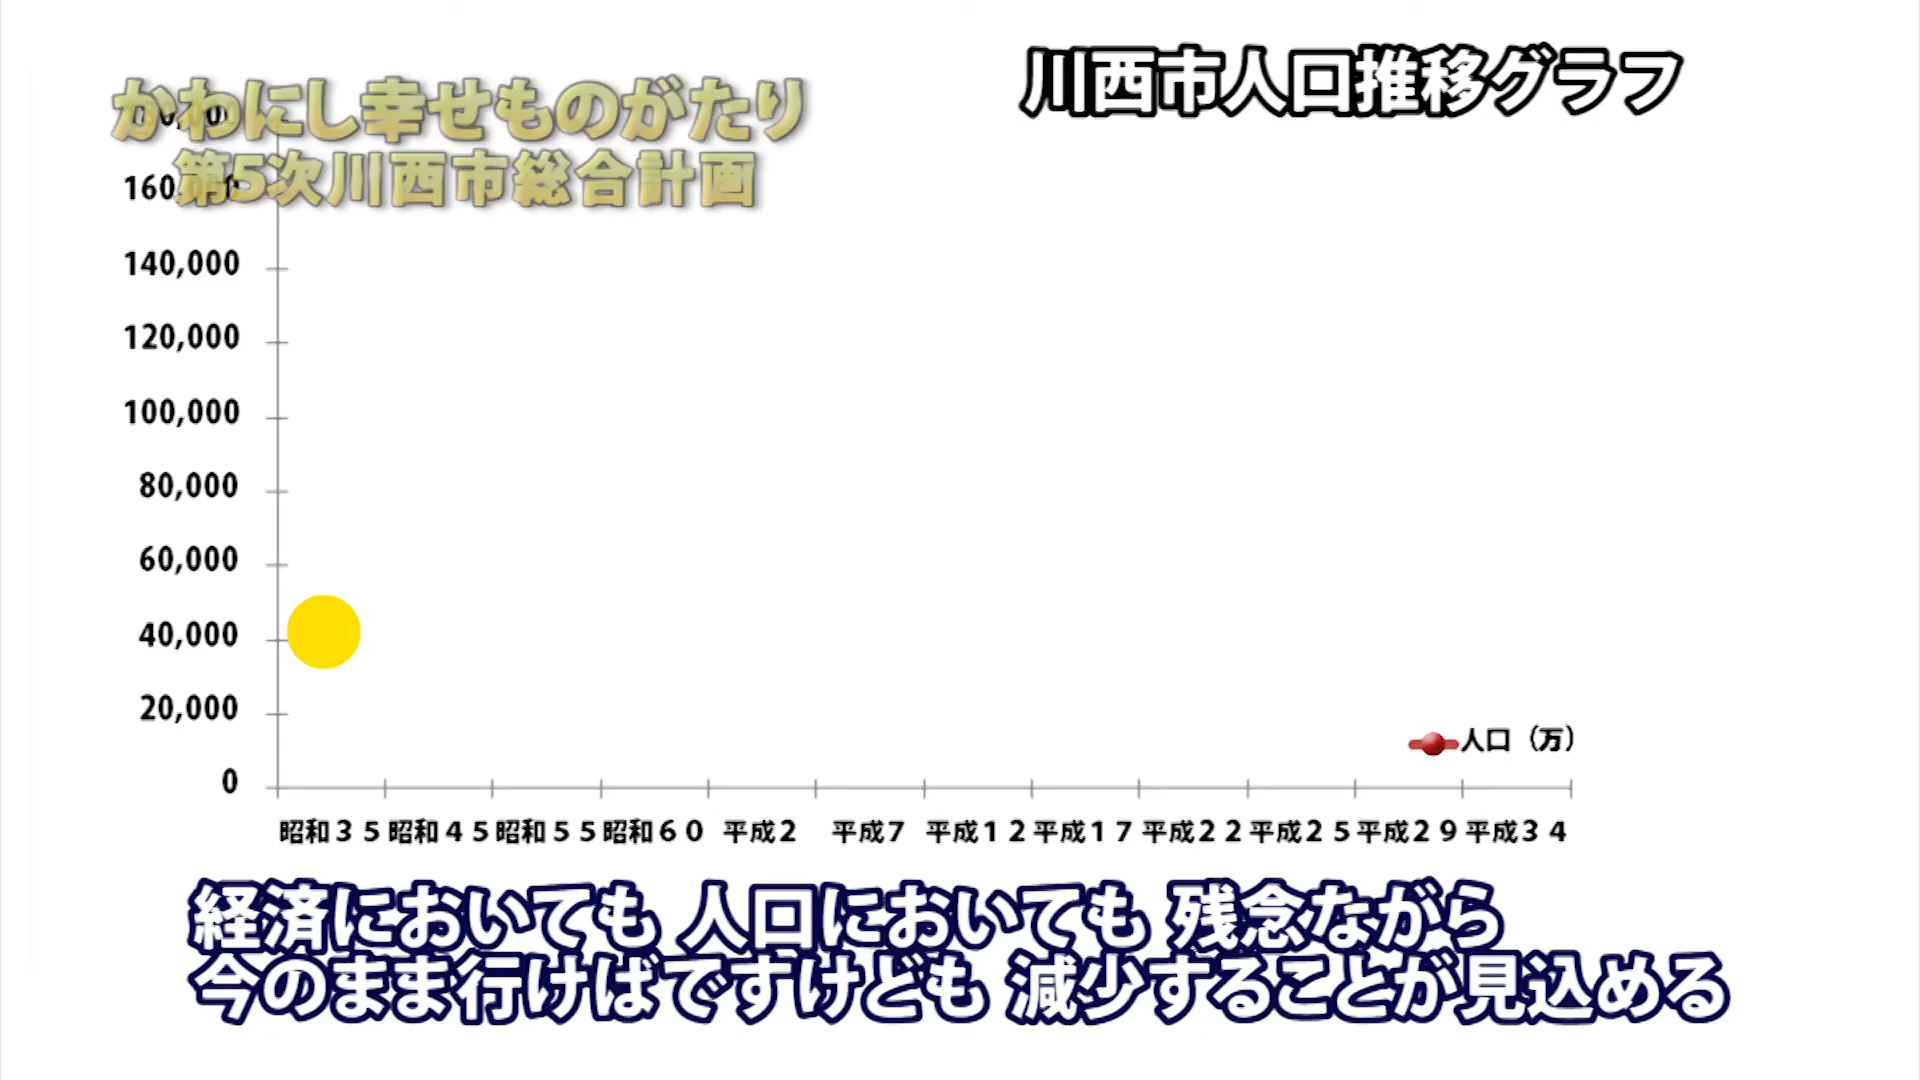 川西市人口推移グラフ
かわにし幸せものがたり
第5次川西市総合計画
140,000
120,000
100,000
80,000
60,000
40,000
20,000
0
人口（万）
昭和３５ 昭和４５ 昭和５５ 昭和６０ 平成２ 平成７ 平成１２ 平成１７ 平成２２ 平成２５ 平成２９ 平成３４
経済においても 人口においても 残念ながら
今のまま行けばですけども 減少することが見込める